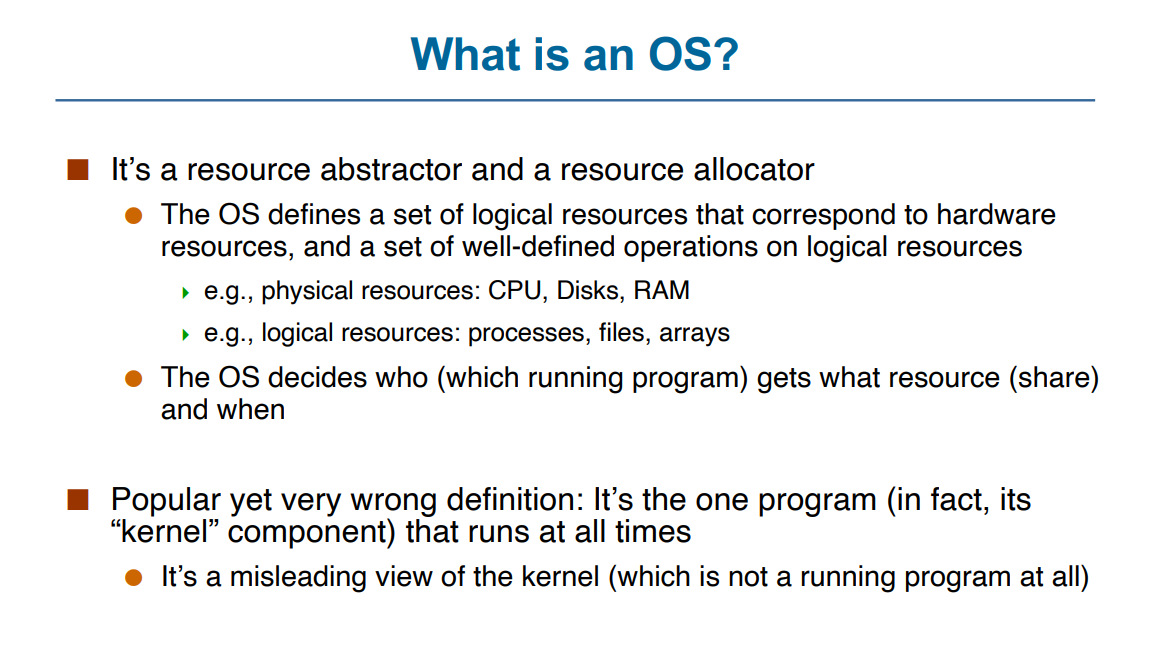 What is an OS?
It’s a resource abstractor and a resource allocator
The OS defines a set of logical resources that correspond to hardware
resources, and a set of well-defined operations on logical resources
e.g., physical resources: CPU, Disks, RAM
e.g., logical resources: processes, files, arrays
The OS decides who (which running program) gets what resource (share)
and when
Popular yet very wrong definition: It’s the one program (in fact, its
“kernel” component) that runs at all times
It’s a misleading view of the kernel (which is not a running program at all)